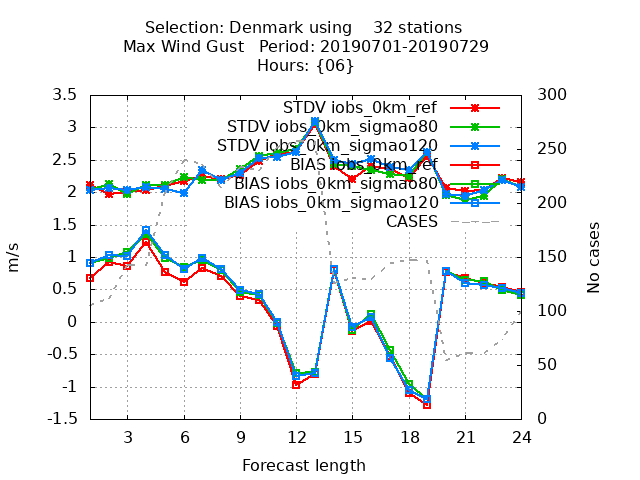 Selection: Denmark using 32 stations
Max Wind Gust Period: 20190701-20190729
Hours: {06}
3.5
3
2.5
2
1.5
1
0.5
0
-0.5
-1
-1.5
m/s
300
250
200
150
100
50
0
No cases
STDV iobs_0km_ref
STDV iobs_0km_sigmao80
STDV iobs_0km_sigmao120
BIAS iobs_0km_ref
BIAS iobs_0km_sigmao80
BIAS iobs_0km_sigmao120
CASES
3 6 9 12 15 18 21 24
Forecast length